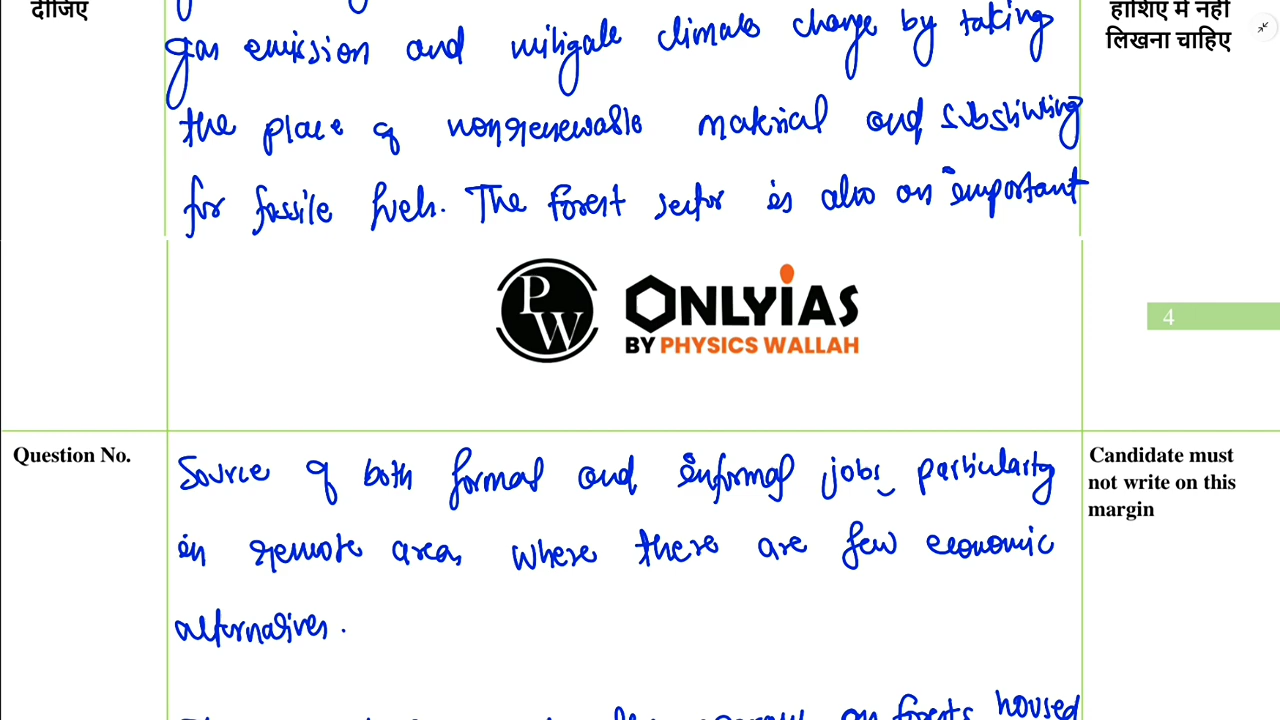 दीजिए
हाशिए में नहीं
लिखना चाहिए
gas emission and mitigate climate change by taking
the place of nonrenewable material and substituting
for fossile fuels. The forest sector is also an important
PW
ONLYIAS
BY PHYSICS WALLAH
4
Question No.
Candidate must
not write on this
margin
Source of both formal and informal jobs, particularly
in remote areas where there are few economic
alternatives.
on forests housed